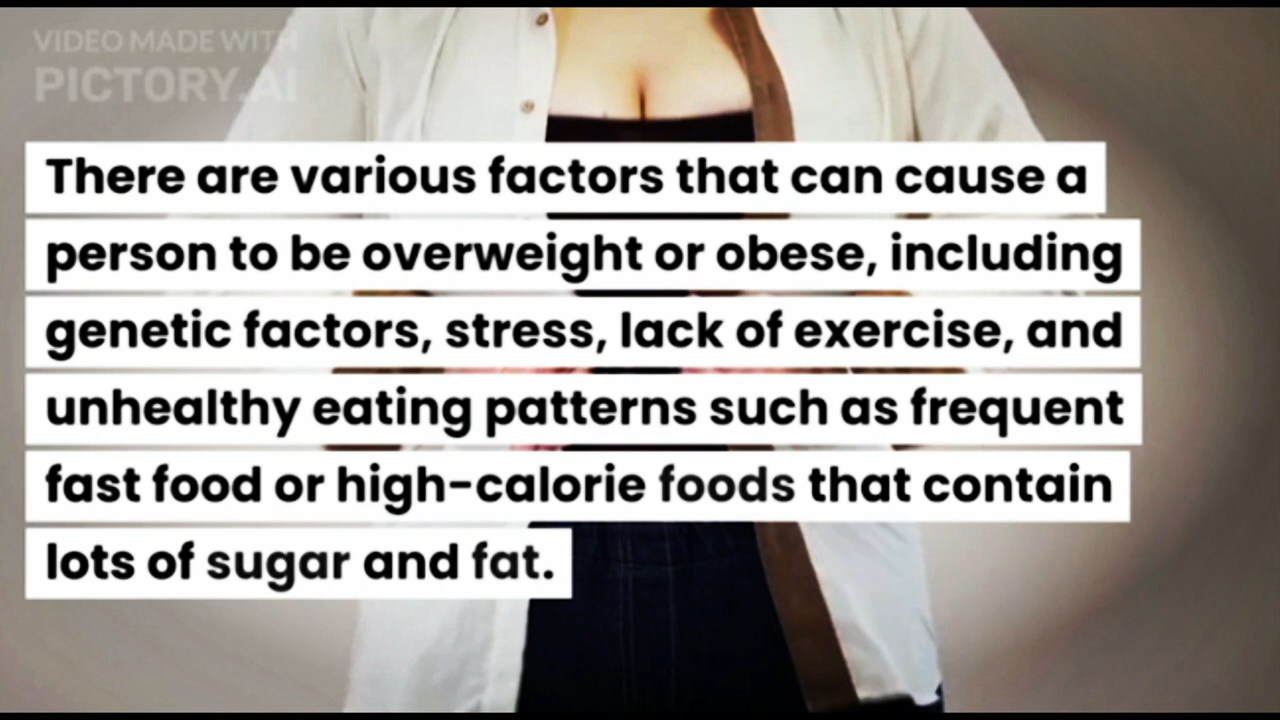 VIDEO MADE WITH
PICTORY.AI
There are various factors that can cause a
person to be overweight or obese, including
genetic factors, stress, lack of exercise, and
unhealthy eating patterns such as frequent
fast food or high-calorie foods that contain
lots of sugar and fat.